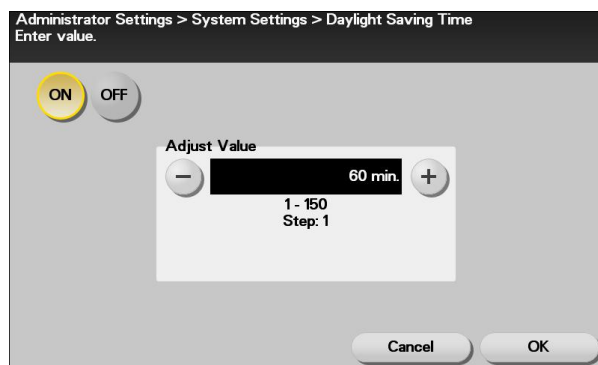 Administrator Settings > System Settings > Daylight Saving Time
Enter value.
ON
OFF
Adjust Value
−
60 min.
+
1 - 150
Step: 1
Cancel
OK